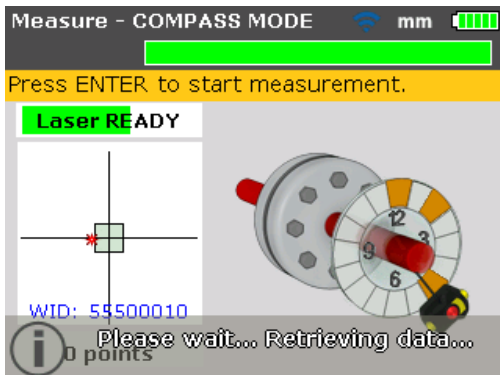 Measure - COMPASS MODE mm
Press ENTER to start measurement.
Laser READY
12
3
9
6
WID: 55500010
Please wait... Retrieving data...
0 points